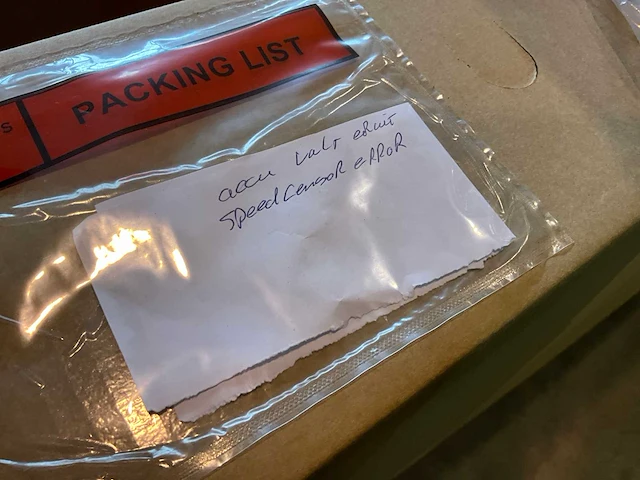 S
PACKING LIST
accu valt eruit
speedcensoR eRRoR